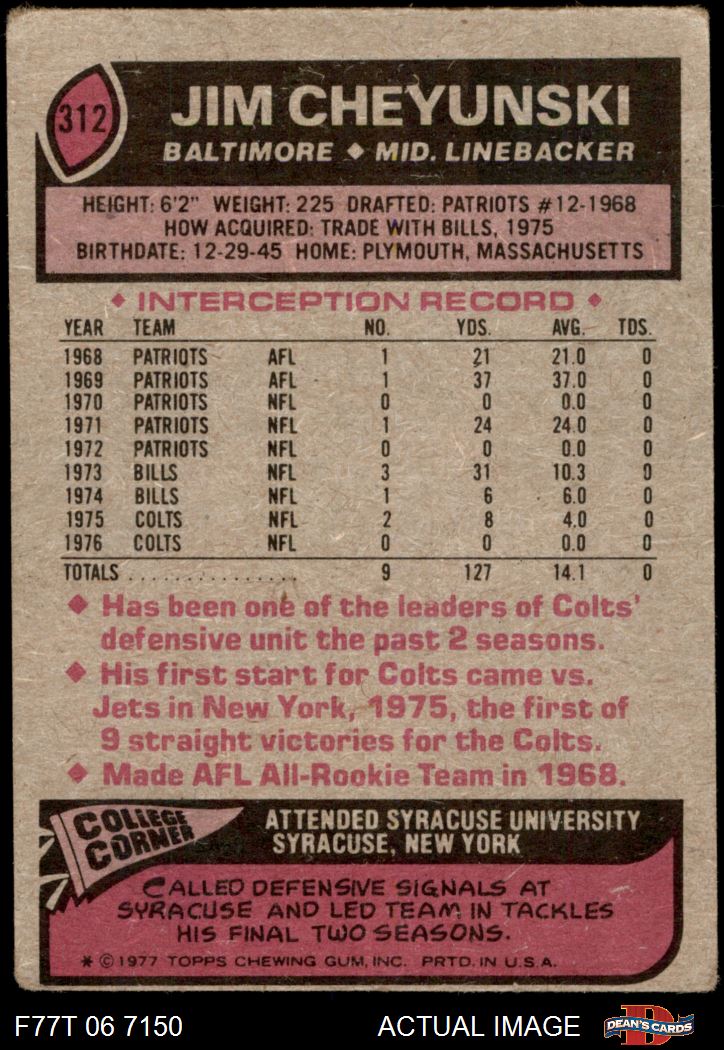 312
JIM CHEYUNSKI
BALTIMORE ♦ MID. LINEBACKER
HEIGHT: 6'2" WEIGHT: 225 DRAFTED: PATRIOTS #12-1968
HOW ACQUIRED: TRADE WITH BILLS, 1975
BIRTHDATE: 12-29-45 HOME: PLYMOUTH, MASSACHUSETTS
♦ INTERCEPTION RECORD ♦
YEAR TEAM NO. YDS. AVG. TDS.
1968 PATRIOTS AFL 1 21 21.0 0
1969 PATRIOTS AFL 1 37 37.0 0
1970 PATRIOTS NFL 0 0 0.0 0
1971 PATRIOTS NFL 1 24 24.0 0
1972 PATRIOTS NFL 0 0 0.0 0
1973 BILLS NFL 3 31 10.3 0
1974 BILLS NFL 1 6 6.0 0
1975 COLTS NFL 2 8 4.0 0
1976 COLTS NFL 0 0 0.0 0
TOTALS . . . . . . . . . . . . . . . 9 127 14.1 0
♦ Has been one of the leaders of Colts'
defensive unit the past 2 seasons.
♦ His first start for Colts came vs.
Jets in New York, 1975, the first of
9 straight victories for the Colts.
♦ Made AFL All-Rookie Team in 1968.
COLLEGE
CORNER
ATTENDED SYRACUSE UNIVERSITY
SYRACUSE, NEW YORK
CALLED DEFENSIVE SIGNALS AT
SYRACUSE AND LED TEAM IN TACKLES
HIS FINAL TWO SEASONS.
* © 1977 TOPPS CHEWING GUM, INC. PRTD. IN U.S.A.
F77T 06 7150 ACTUAL IMAGE
D
DEAN'S CARDS